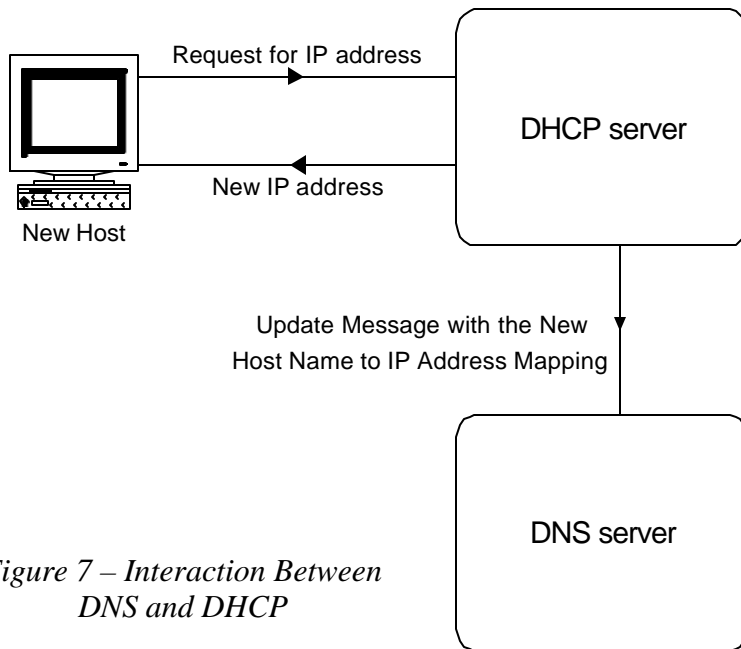 Request for IP address
DHCP server
New IP address
New Host
Update Message with the New
Host Name to IP Address Mapping
DNS server
igure 7 – Interaction Between
DNS and DHCP